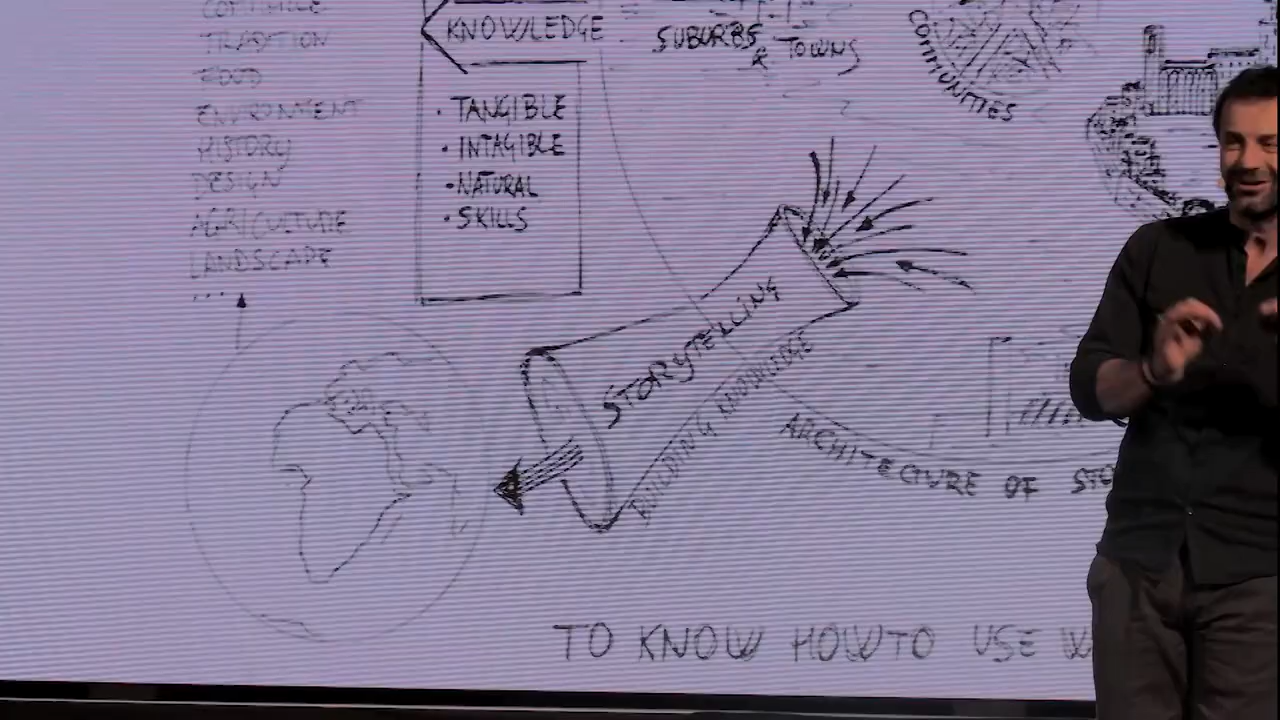 TRADITION
FOOD
ENVIRONMENT
HISTORY
DESIGN
AGRICULTURE
LANDSCAPE
...
KNOWLEDGE
• TANGIBLE
• INTAGIBLE
• NATURAL
• SKILLS
SUBURBS
& TOWNS
COMMUNITIES
STORYTELLING
BUILDING KNOWLEDGE
ARCHITECTURE OF
TO KNOW HOW TO USE